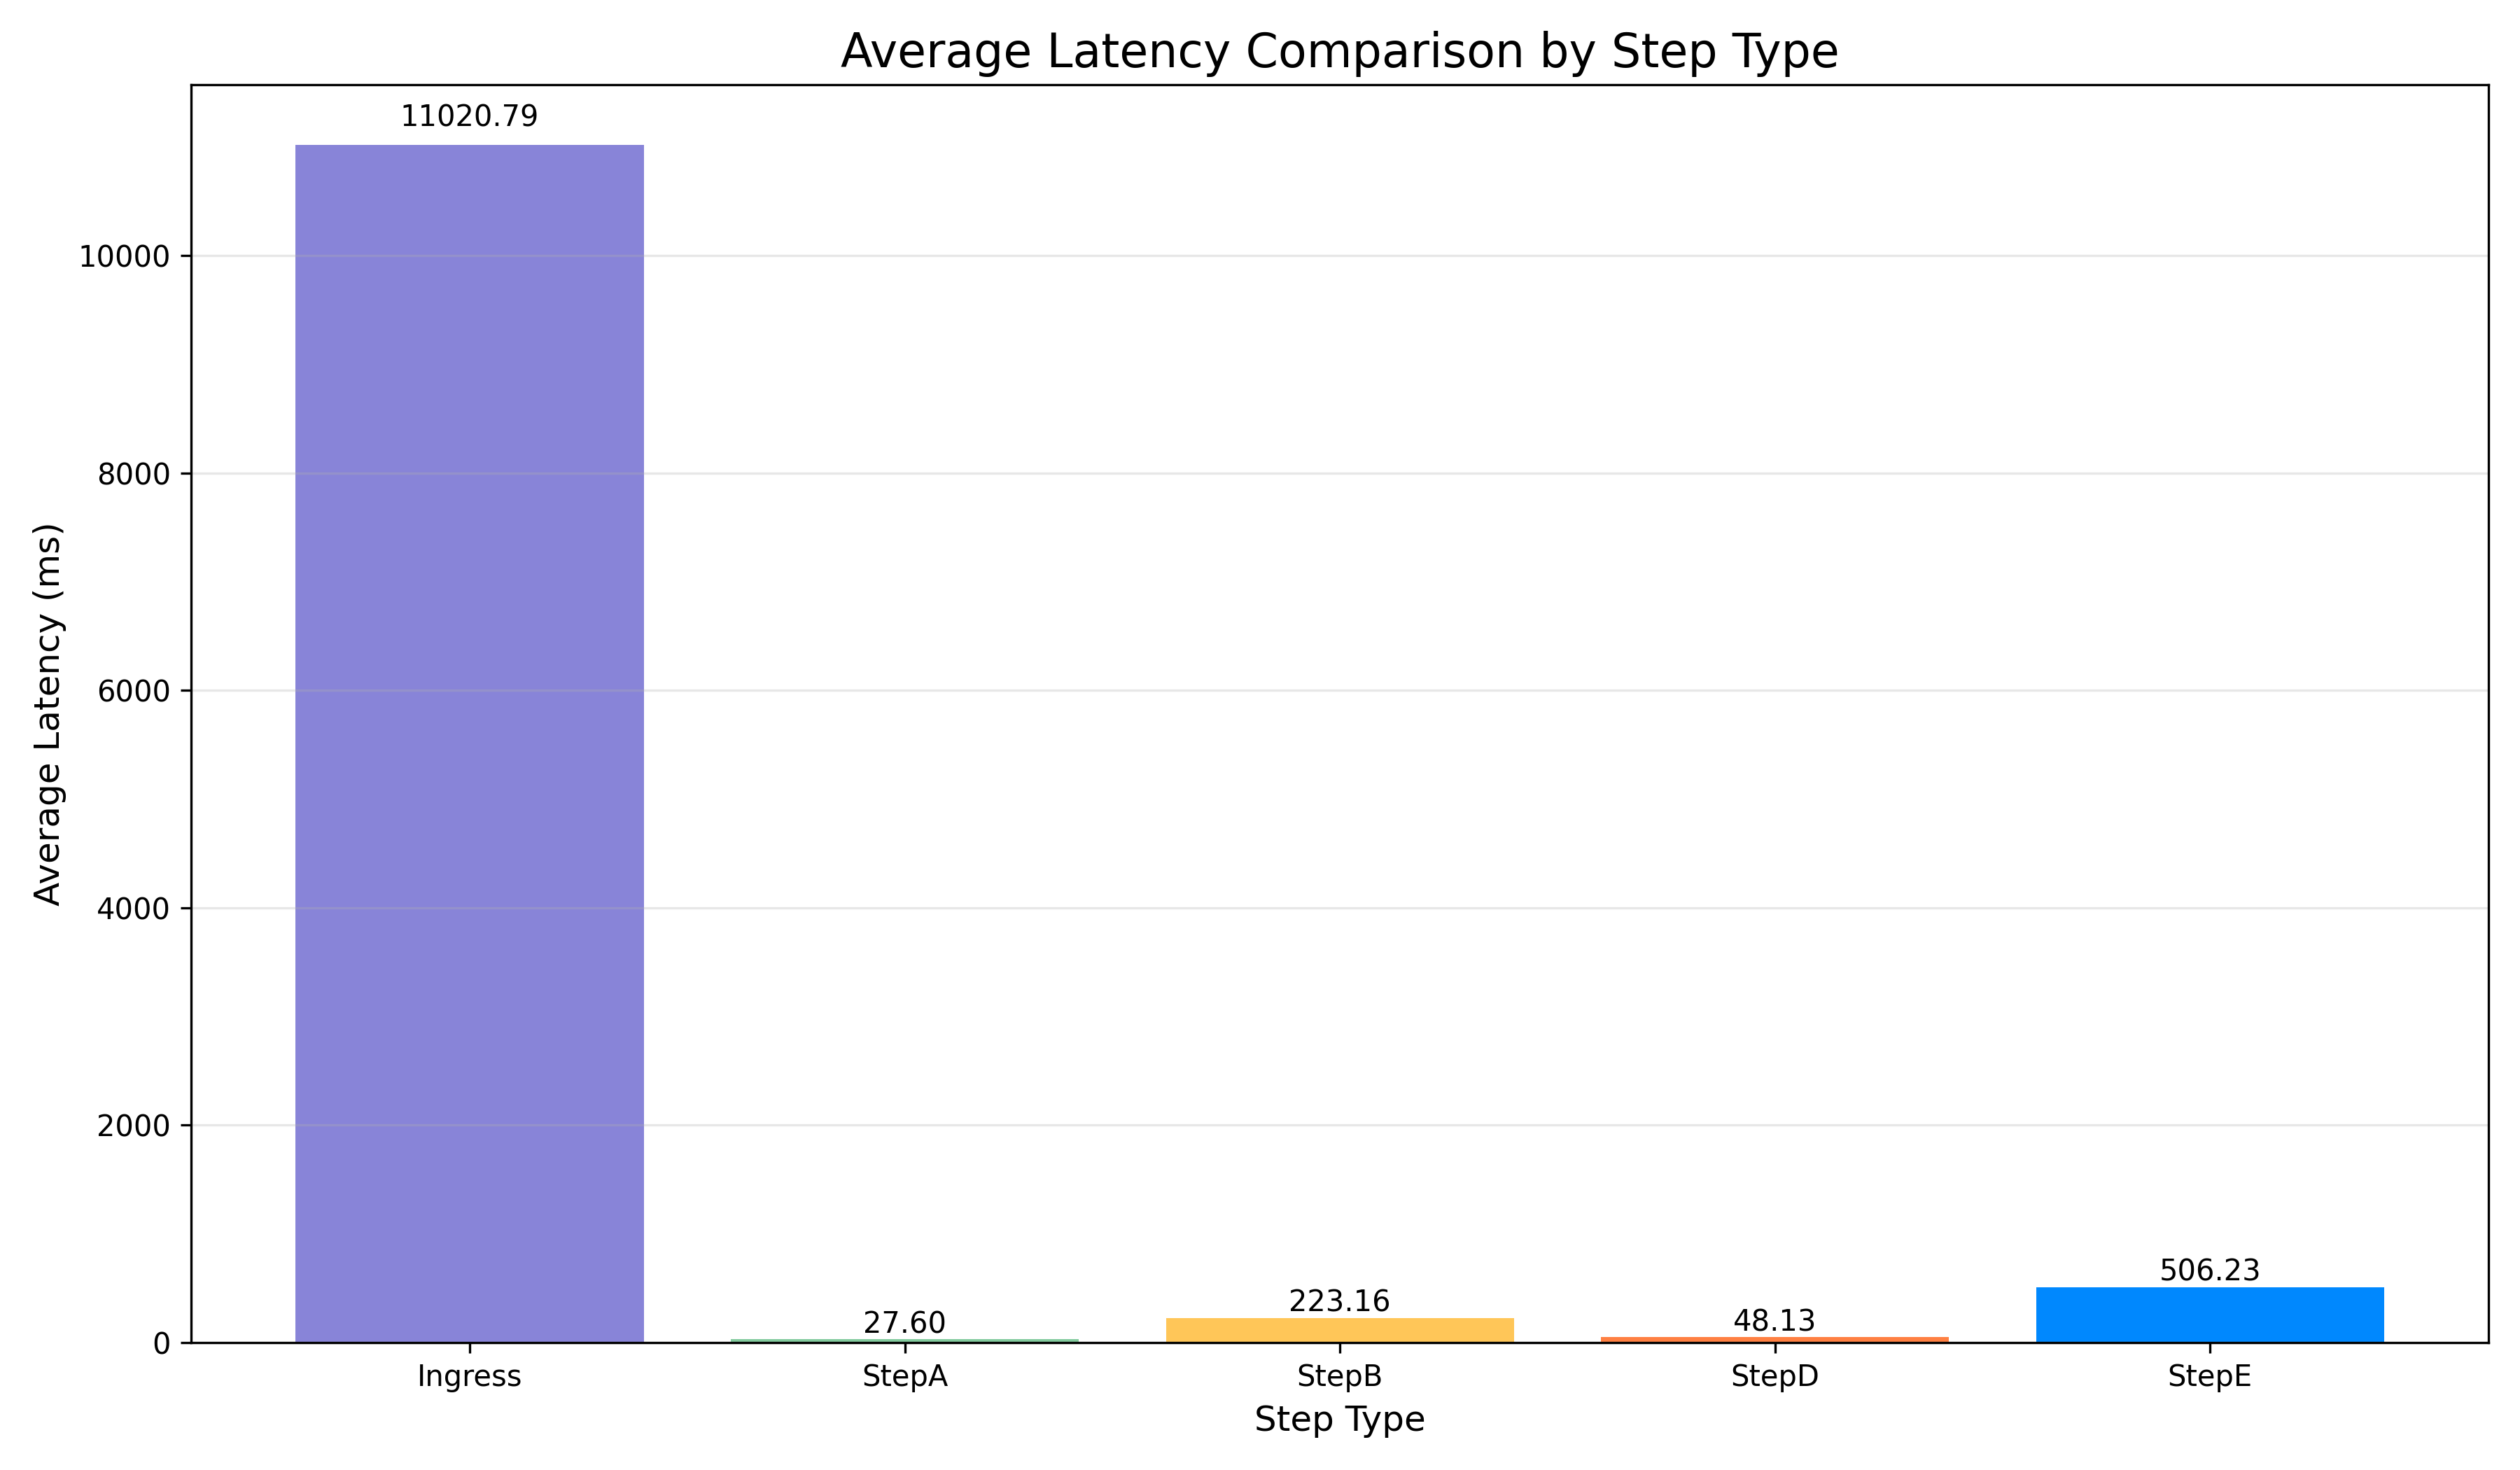 Average Latency Comparison by Step Type
11020.79
10000
8000
6000
4000
2000
0
Average Latency (ms)
27.60
223.16
48.13
506.23
Ingress StepA StepB StepD StepE
Step Type